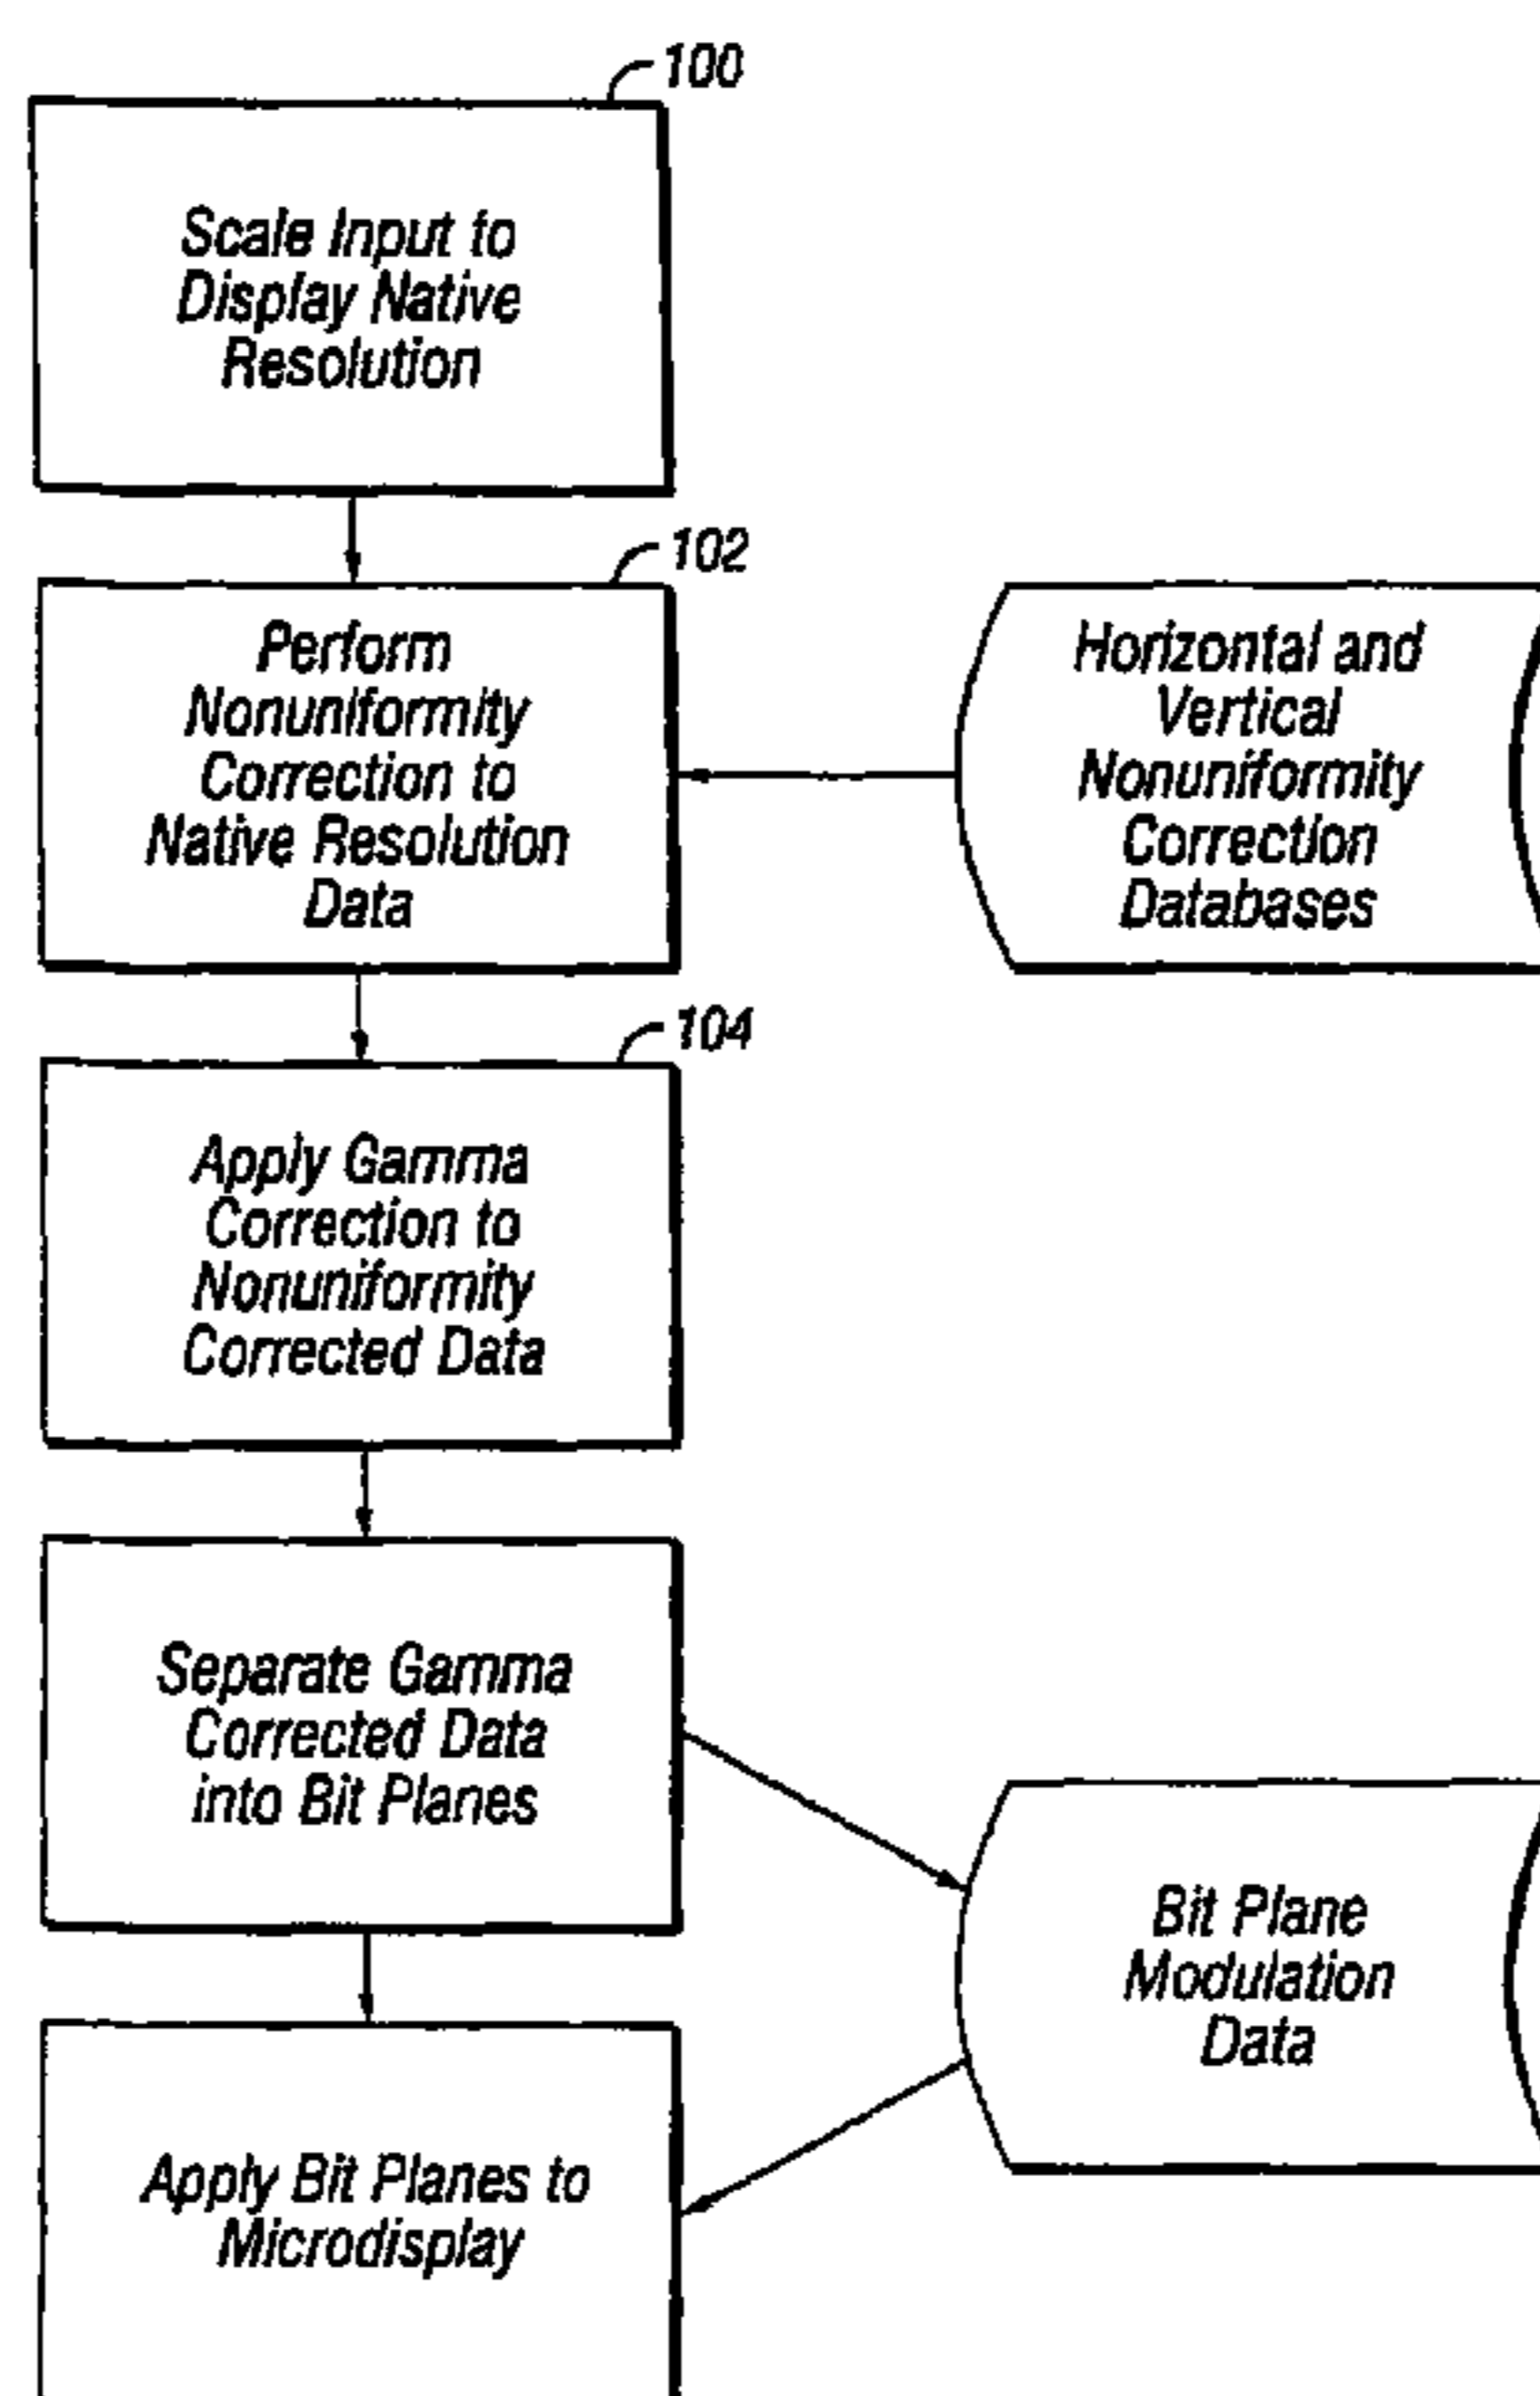 100
Scale Input to
Display Native
Resolution
102
Perform
Nonuniformity
Correction to
Native Resolution
Data
Horizontal and
Vertical
Nonuniformity
Correction
Databases
104
Apply Gamma
Correction to
Nonuniformity
Corrected Data
Separate Gamma
Corrected Data
into Bit Planes
Bit Plane
Modulation
Data
Apply Bit Planes to
Microdisplay